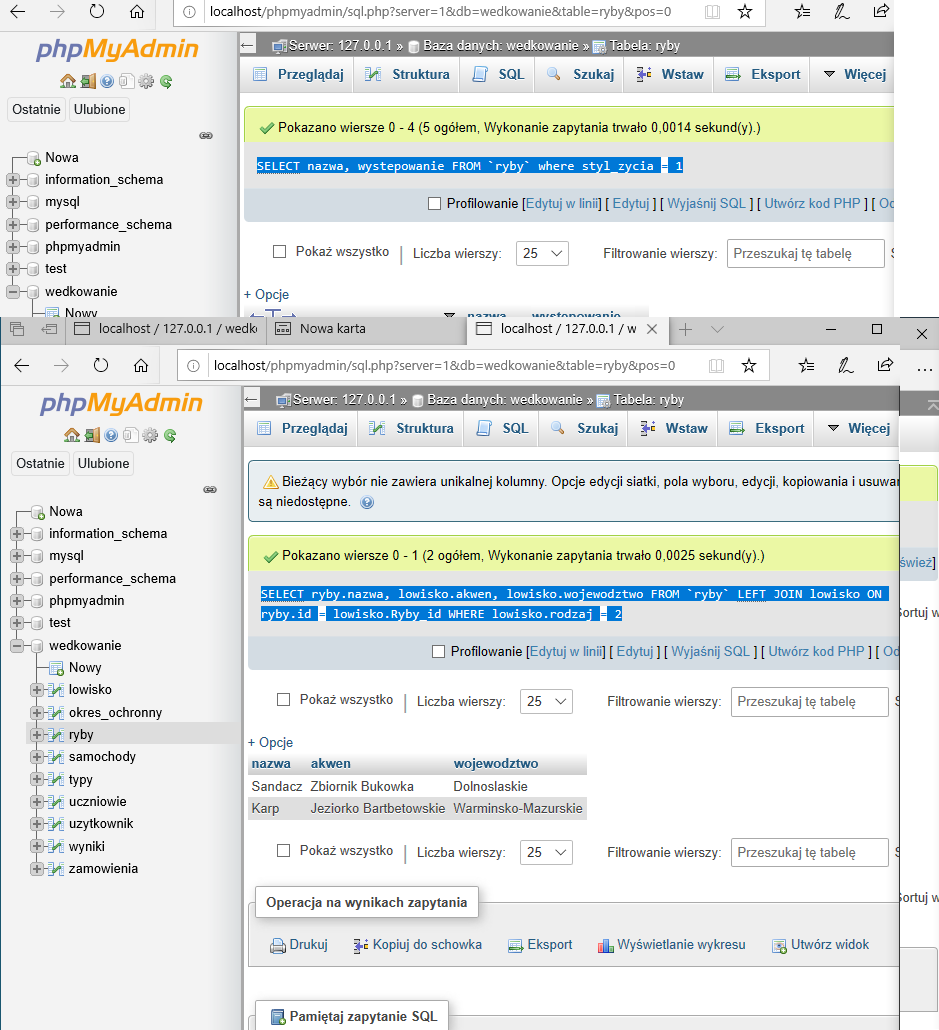 localhost/phpmyadmin/sql.php?server=1&db=wedkowanie&table=ryby&pos=0
phpMyAdmin
Ostatnie Ulubione
Nowa
information_schema
mysql
performance_schema
phpmyadmin
test
wedkowanie
Nowy
Serwer: 127.0.0.1 » Baza danych: wedkowanie » Tabela: ryby
Przeglądaj Struktura SQL Szukaj Wstaw Eksport Więcej
Pokazano wiersze 0 - 4 (5 ogółem, Wykonanie zapytania trwało 0,0014 sekund(y).)
SELECT nazwa, wystepowanie FROM `ryby` where styl_zycia = 1
Profilowanie [Edytuj w linii] [ Edytuj ] [ Wyjaśnij SQL ] [ Utwórz kod PHP ] [ Od
Pokaż wszystko | Liczba wierszy: 25 Filtrowanie wierszy: Przeszukaj tę tabelę S
+ Opcje
nazwa wystepowanie
localhost / 127.0.0.1 / wedk Nowa karta localhost / 127.0.0.1 / w
localhost/phpmyadmin/sql.php?server=1&db=wedkowanie&table=ryby&pos=0
phpMyAdmin
Ostatnie Ulubione
Nowa
information_schema
mysql
performance_schema
phpmyadmin
test
wedkowanie
Nowy
lowisko
okres_ochronny
ryby
samochody
typy
uczniowie
uzytkownik
wyniki
zamowienia
Serwer: 127.0.0.1 » Baza danych: wedkowanie » Tabela: ryby
Przeglądaj Struktura SQL Szukaj Wstaw Eksport Więcej
Bieżący wybór nie zawiera unikalnej kolumny. Opcje edycji siatki, pola wyboru, edycji, kopiowania i usuwan
są niedostępne.
Pokazano wiersze 0 - 1 (2 ogółem, Wykonanie zapytania trwało 0,0025 sekund(y).)
SELECT ryby.nazwa, lowisko.akwen, lowisko.wojewodztwo FROM `ryby` LEFT JOIN lowisko ON
ryby.id = lowisko.Ryby_id WHERE lowisko.rodzaj = 2
Profilowanie [Edytuj w linii] [ Edytuj ] [ Wyjaśnij SQL ] [ Utwórz kod PHP ] [ Od
śwież]
Pokaż wszystko | Liczba wierszy: 25 Filtrowanie wierszy: Przeszukaj tę tabelę S
Sortuj w
+ Opcje
nazwa akwen wojewodztwo
Sandacz Zbiornik Bukowka Dolnoslaskie
Karp Jeziorko Bartbetowskie Warminsko-Mazurskie
Pokaż wszystko | Liczba wierszy: 25 Filtrowanie wierszy: Przeszukaj tę tabelę S
Sortuj w
Operacja na wynikach zapytania
Drukuj Kopiuj do schowka Eksport Wyświetlanie wykresu Utwórz widok
Pamiętaj zapytanie SQL